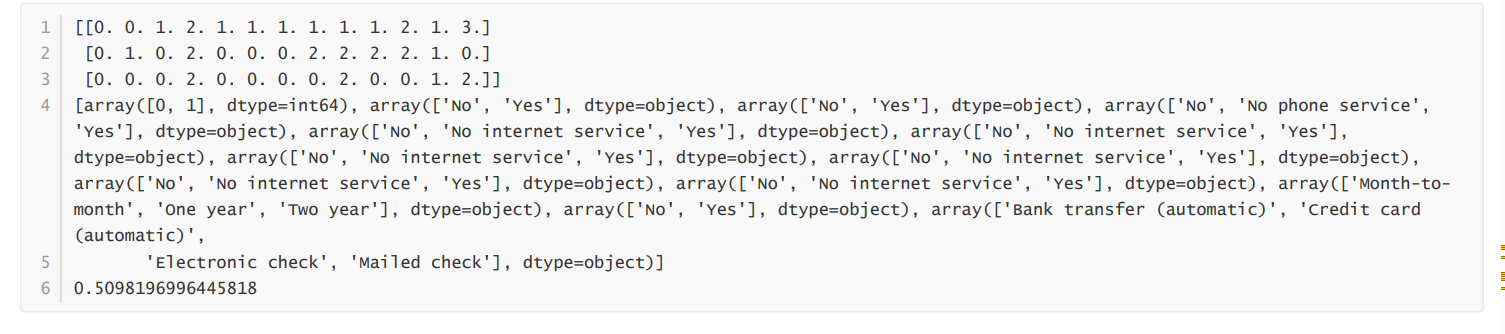 1 [[0. 0. 1. 2. 1. 1. 1. 1. 1. 1. 2. 1. 3.]
2  [0. 1. 0. 2. 0. 0. 0. 2. 2. 2. 2. 1. 0.]
3  [0. 0. 0. 2. 0. 0. 0. 0. 2. 0. 0. 1. 2.]]
4 [array([0, 1], dtype=int64), array(['No', 'Yes'], dtype=object), array(['No', 'Yes'], dtype=object), array(['No', 'No phone service',
'Yes'], dtype=object), array(['No', 'No internet service', 'Yes'], dtype=object), array(['No', 'No internet service', 'Yes'],
dtype=object), array(['No', 'No internet service', 'Yes'], dtype=object), array(['No', 'No internet service', 'Yes'], dtype=object),
array(['No', 'No internet service', 'Yes'], dtype=object), array(['No', 'No internet service', 'Yes'], dtype=object), array(['Month-to-
month', 'One year', 'Two year'], dtype=object), array(['No', 'Yes'], dtype=object), array(['Bank transfer (automatic)', 'Credit card
(automatic)',
5        'Electronic check', 'Mailed check'], dtype=object)]
6 0.5098196996445818